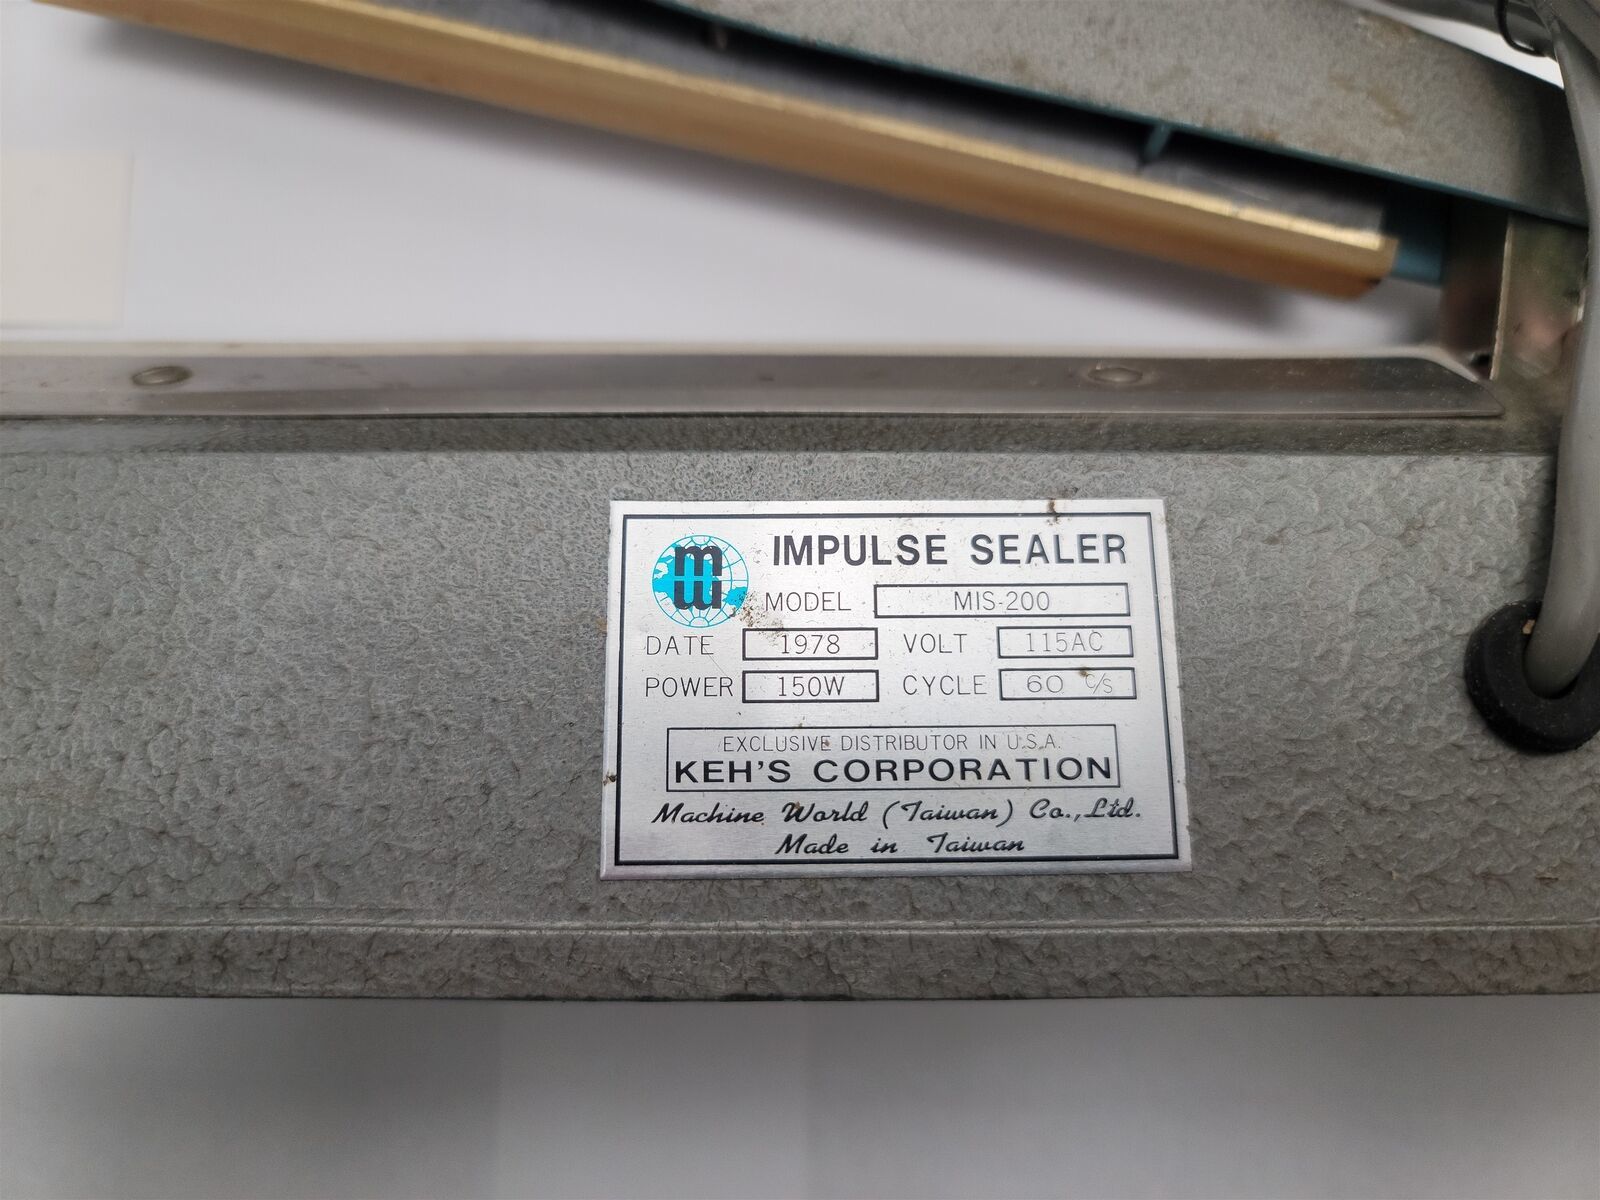 mw
IMPULSE SEALER
MODEL MIS-200
DATE 1978 VOLT 115AC
POWER 150W CYCLE 60 C/S
EXCLUSIVE DISTRIBUTOR IN U.S.A.
KEH'S CORPORATION
Machine World (Taiwan) Co., Ltd.
Made in Taiwan